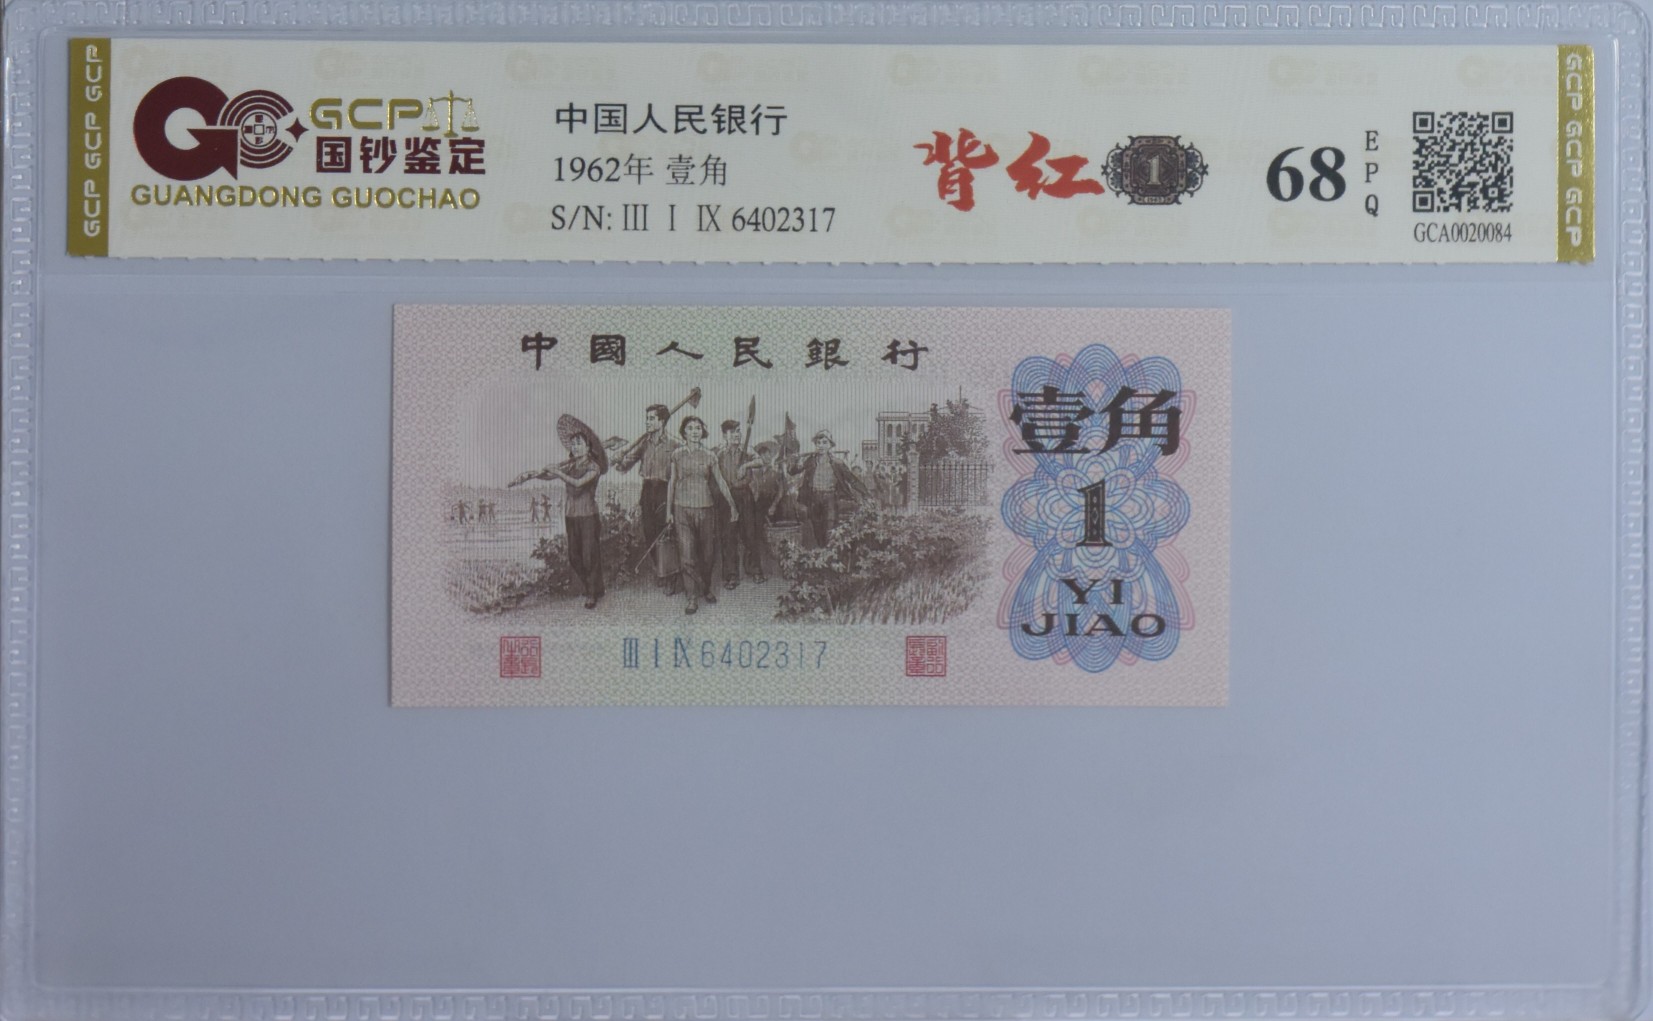 GCP
国钞鉴定
GUANGDONG GUOCHAO
中国人民银行
1962年 壹角
S/N: Ⅲ Ⅰ Ⅸ 6402317
背红
1
68
EPQ
GCA0020084
GCP GCP GCP
GCP GCP GCP
中國人民銀行
壹角
1
YI
JIAO
Ⅲ Ⅰ Ⅸ 6402317